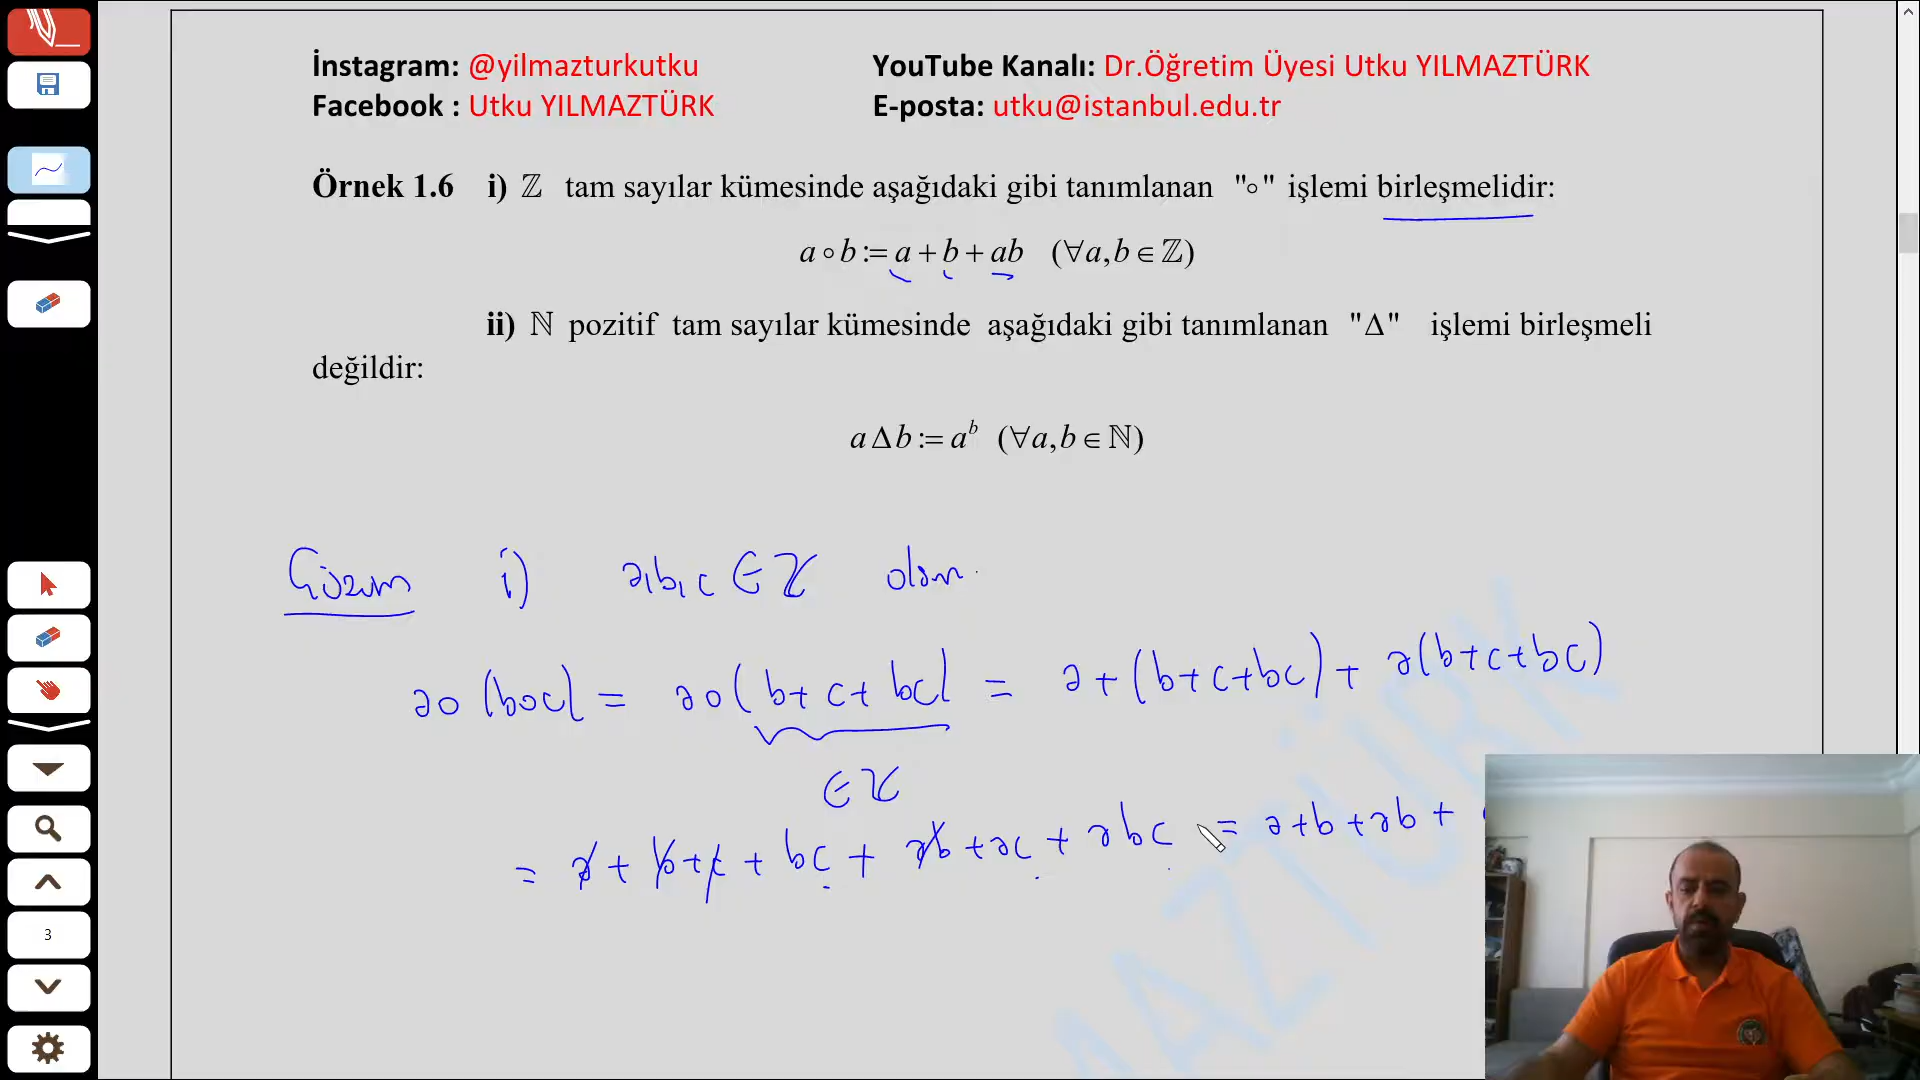 İnstagram: @yilmazturkutku YouTube Kanalı: Dr.Öğretim Üyesi Utku YILMAZTÜRK
Facebook : Utku YILMAZTÜRK E-posta: utku@istanbul.edu.tr
Örnek 1.6 i) ℤ tam sayılar kümesinde aşağıdaki gibi tanımlanan "∘" işlemi birleşmelidir:
a∘b := a+b+ab (∀a,b∈ℤ)
ii) ℕ pozitif tam sayılar kümesinde aşağıdaki gibi tanımlanan "Δ" işlemi birleşmeli
değildir:
aΔb := a^b (∀a,b∈ℕ)
Çözüm i) a,b,c ∈ ℤ olsun.
a∘(b∘c) = a∘(b+c+bc) = a+(b+c+bc)+a(b+c+bc)
∈ℤ
= a+b+c+bc+ab+ac+abc = a+b+ab+
3